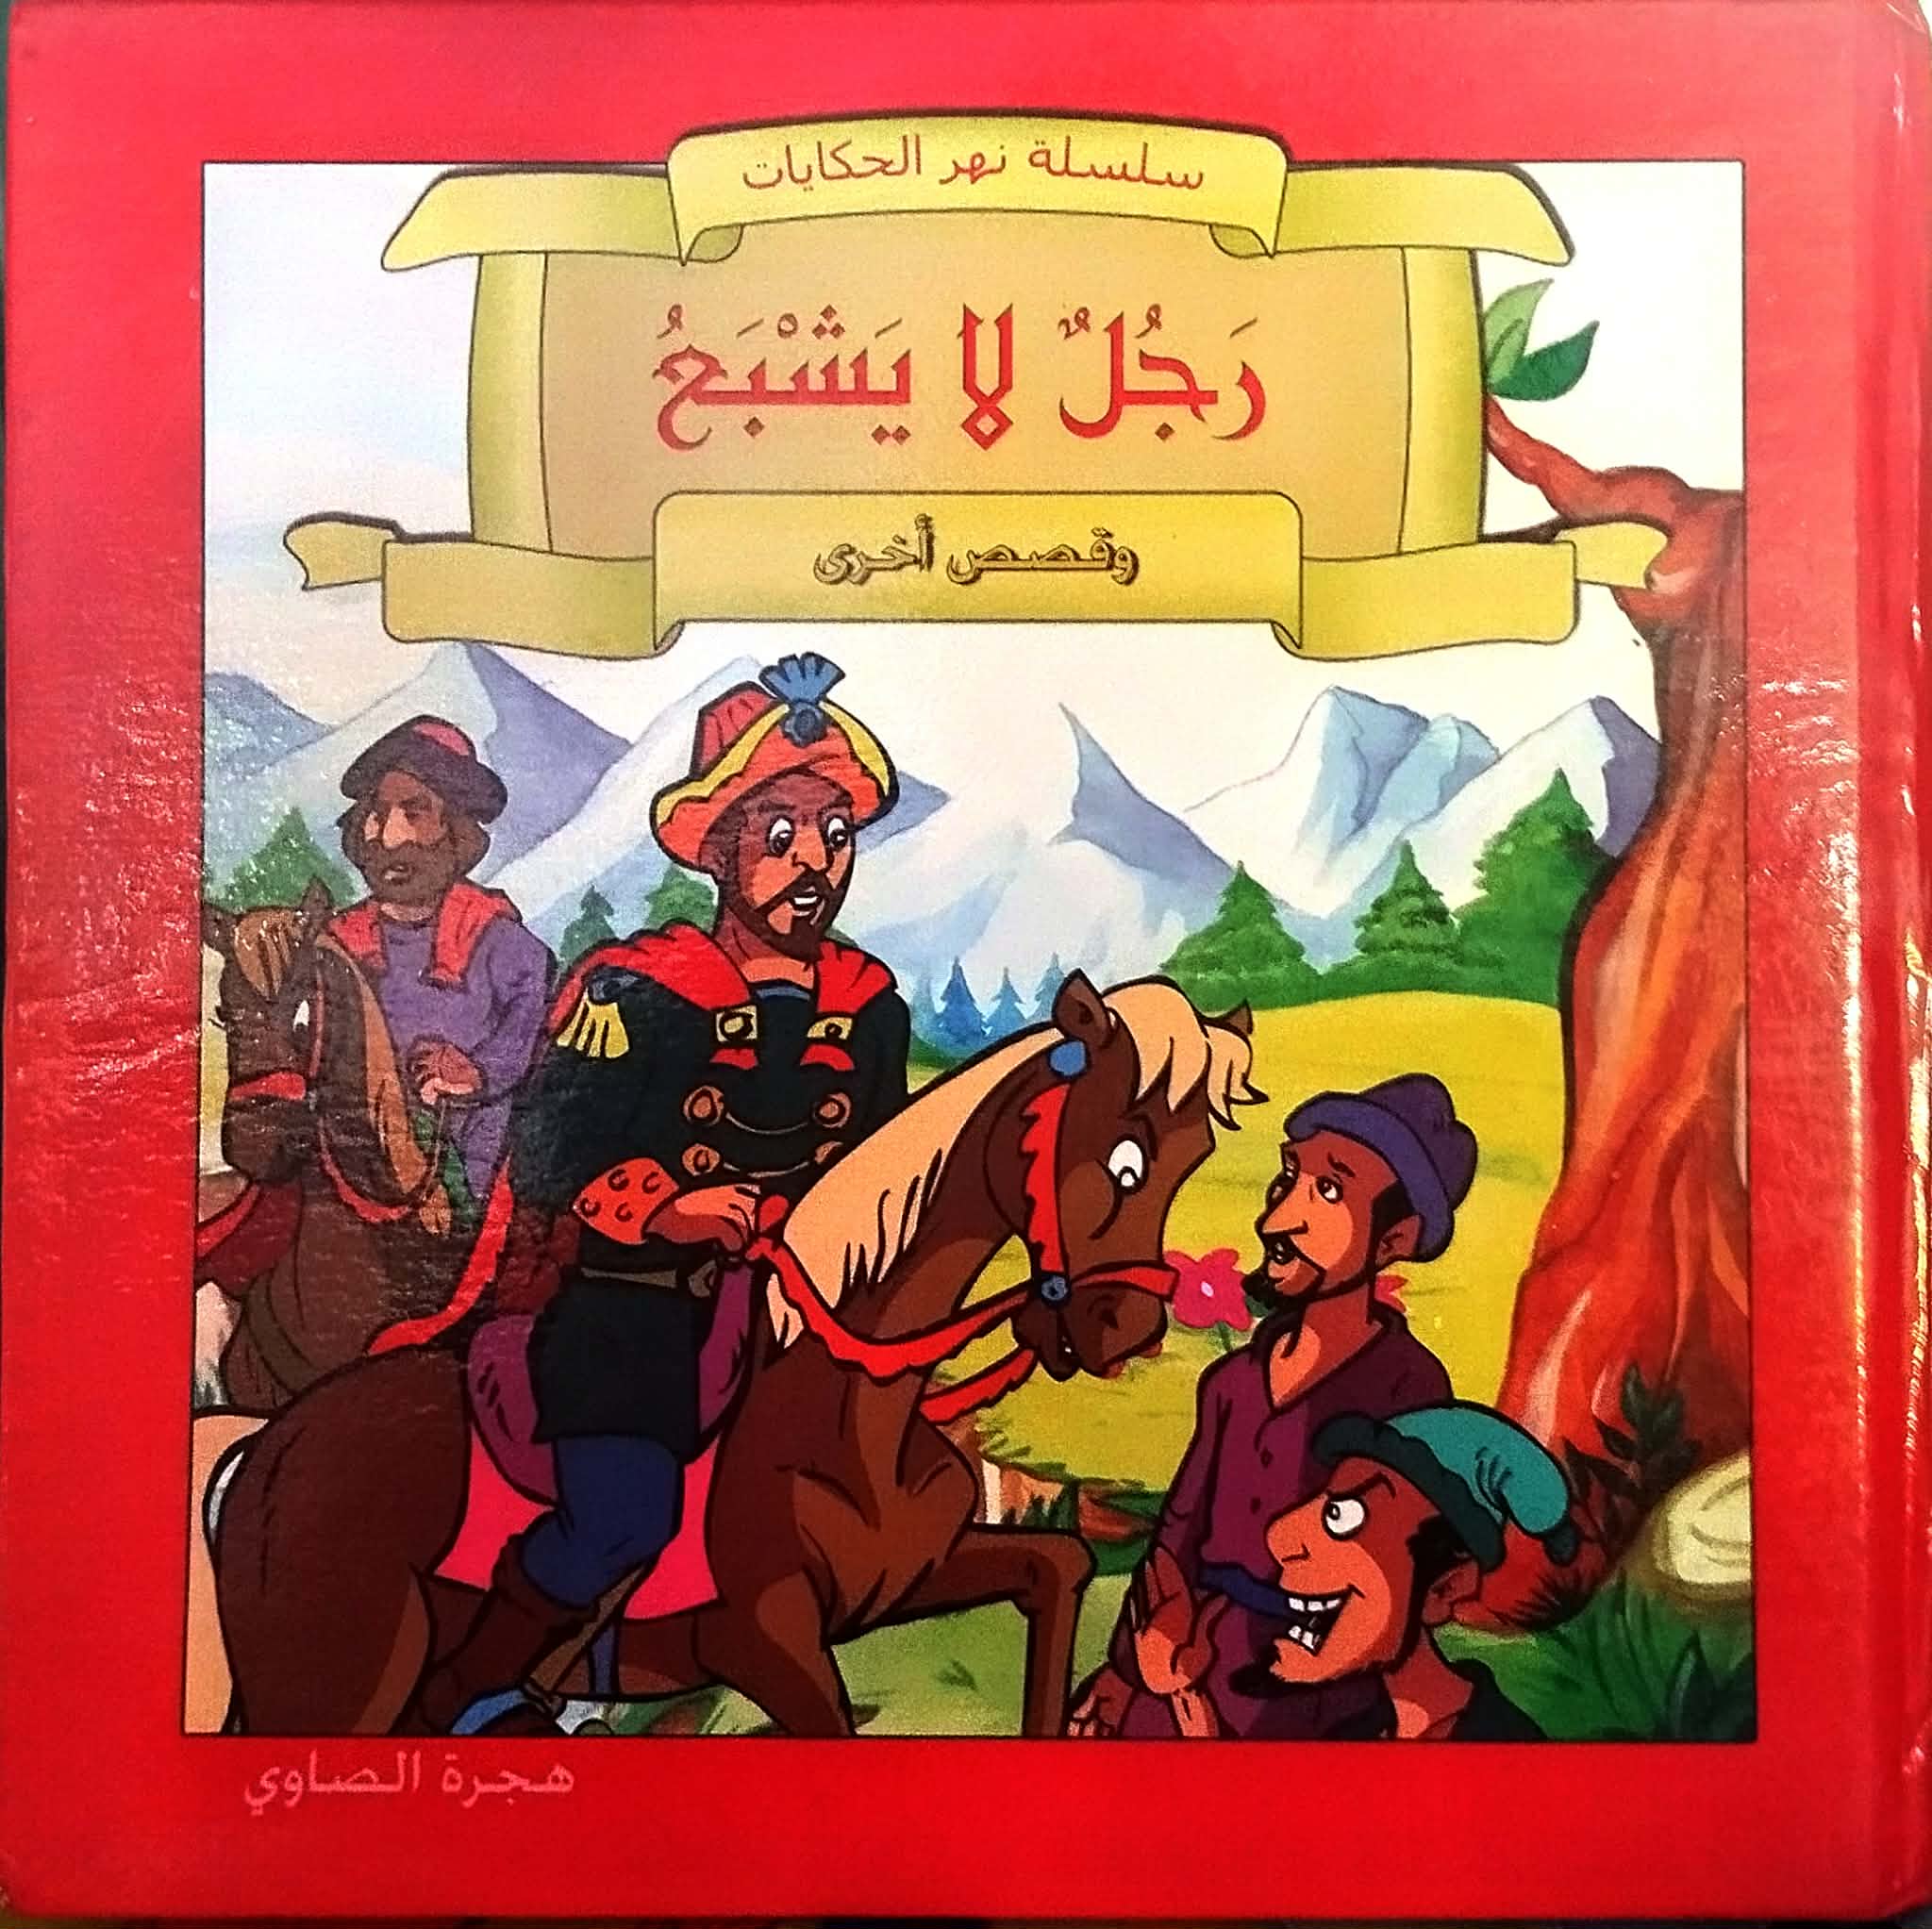 سلسلة نهر الحكايات
رَجُلٌ لا يَشْبَعُ
وقصص أخرى
هجرة الصاوي